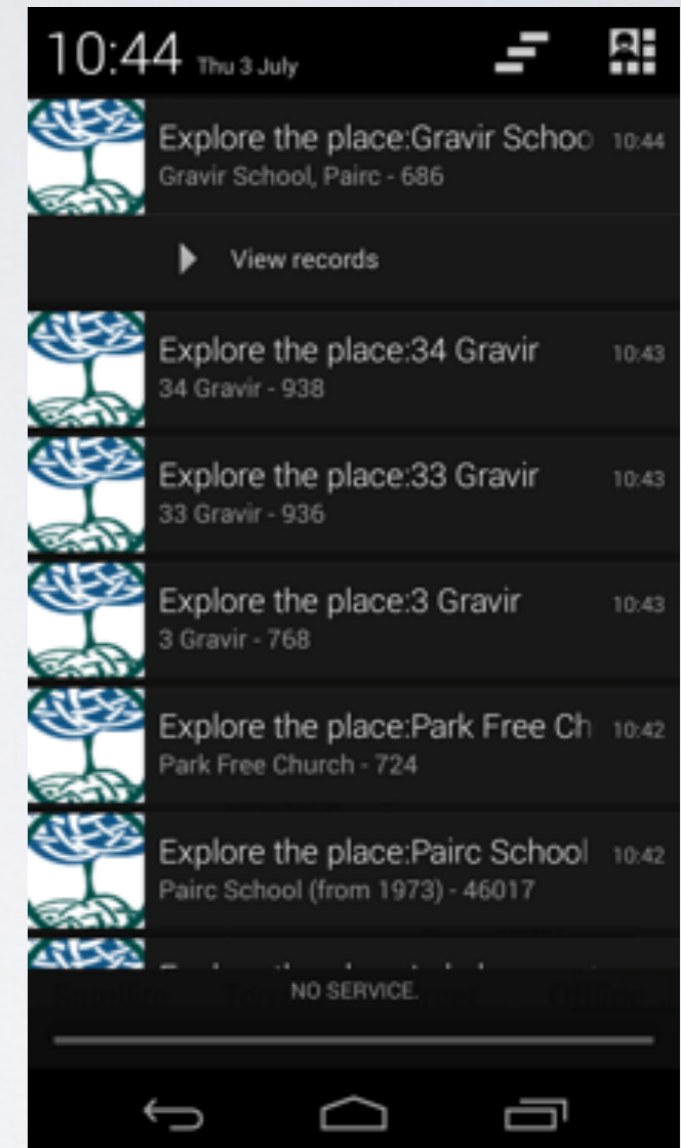 10:44 Thu 3 July
Explore the place:Gravir Schoo 10:44
Gravir School, Pairc - 686
View records
Explore the place:34 Gravir 10:43
34 Gravir - 938
Explore the place:33 Gravir 10:43
33 Gravir - 936
Explore the place:3 Gravir 10:43
3 Gravir - 768
Explore the place:Park Free Ch 10:42
Park Free Church - 724
Explore the place:Pairc School 10:42
Pairc School (from 1973) - 46017
NO SERVICE.